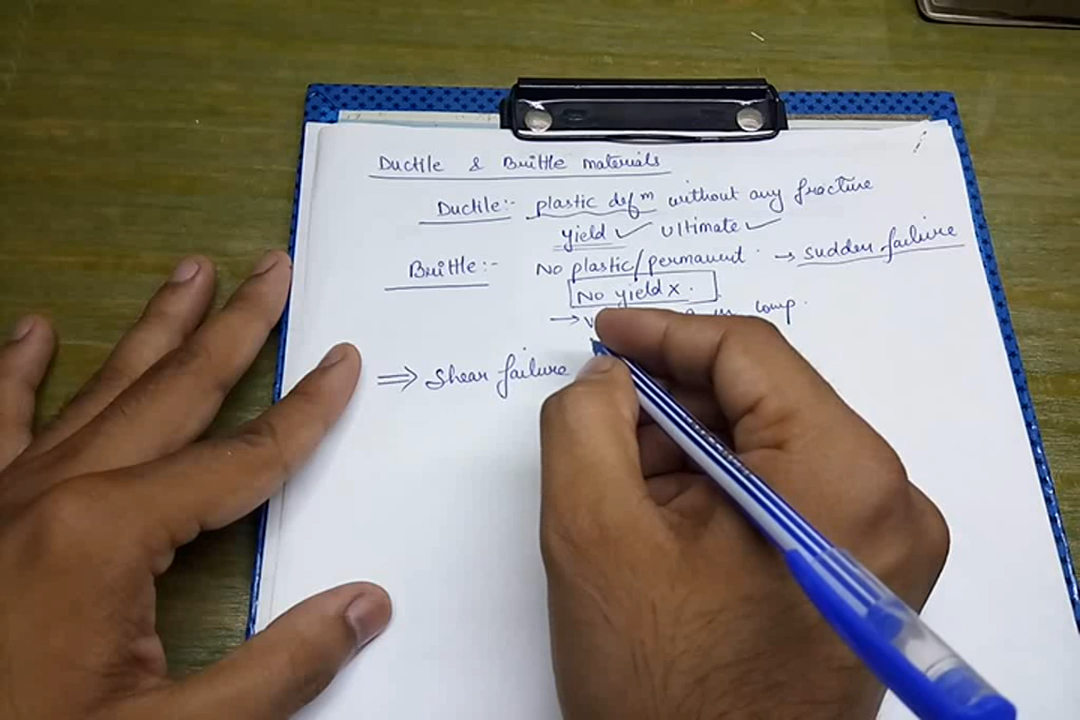 Ductile & Brittle materials
Ductile:- plastic defm without any fracture
yield ✓ Ultimate ✓
Brittle:- No plastic/permanent. → sudden failure
No yield x.
→ comp.
⇒ Shear failure